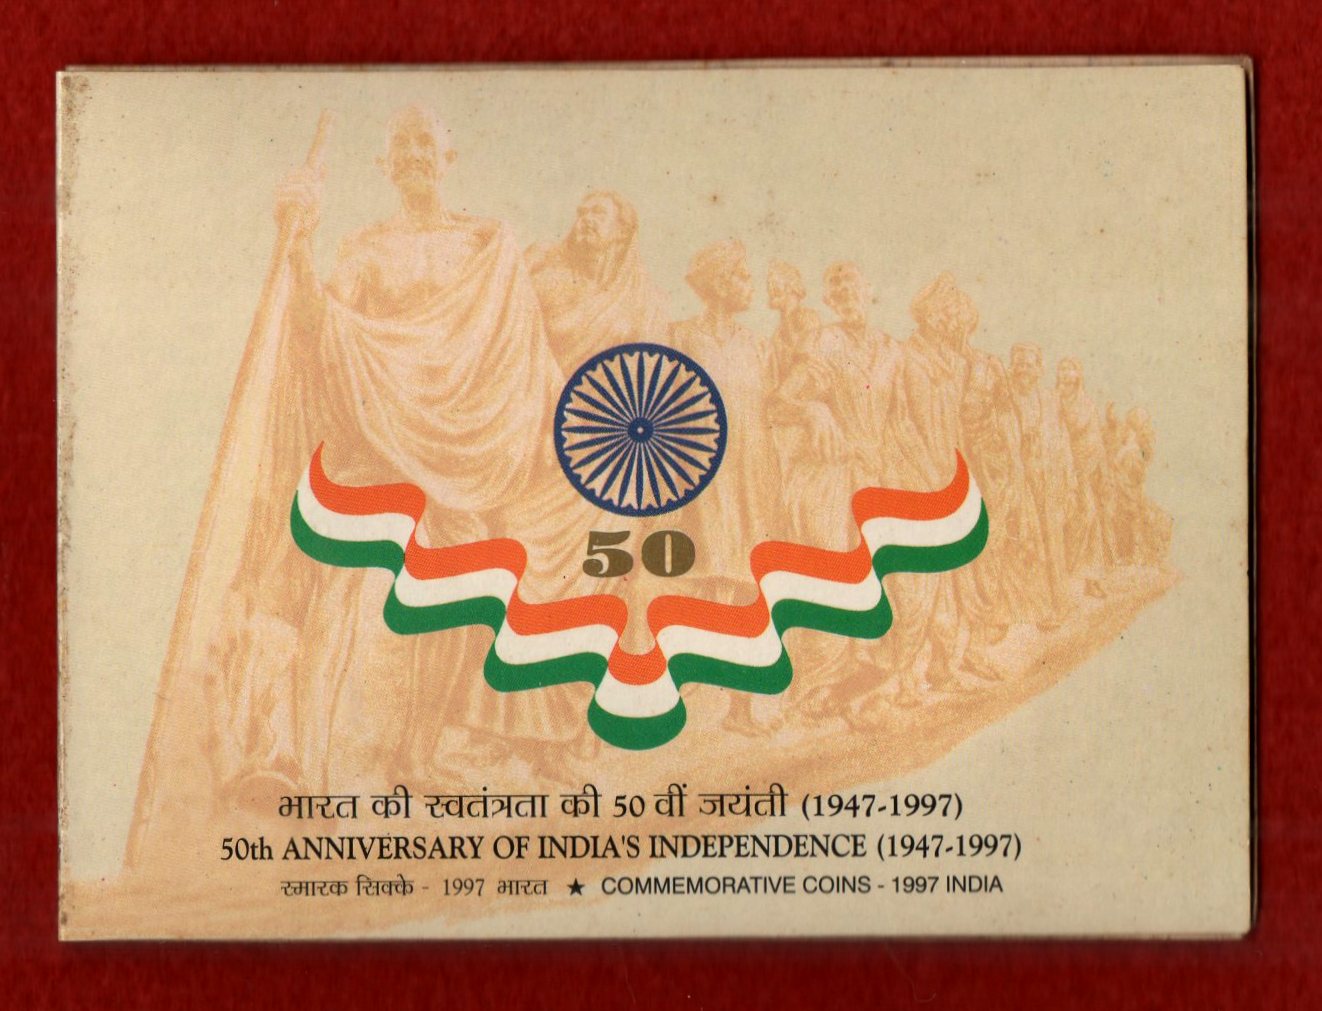 50
भारत की स्वतंत्रता की 50 वीं जयंती (1947-1997)
50th ANNIVERSARY OF INDIA'S INDEPENDENCE (1947-1997)
स्मारक सिक्के - 1997 भारत ★ COMMEMORATIVE COINS - 1997 INDIA